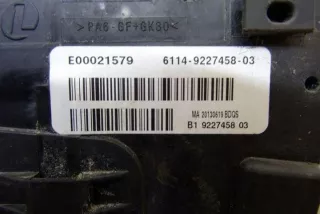 >PA6-GF+GK30<
E00021579 6114-9227458-03
MA 20130619 BDGS
B1 9227458 03